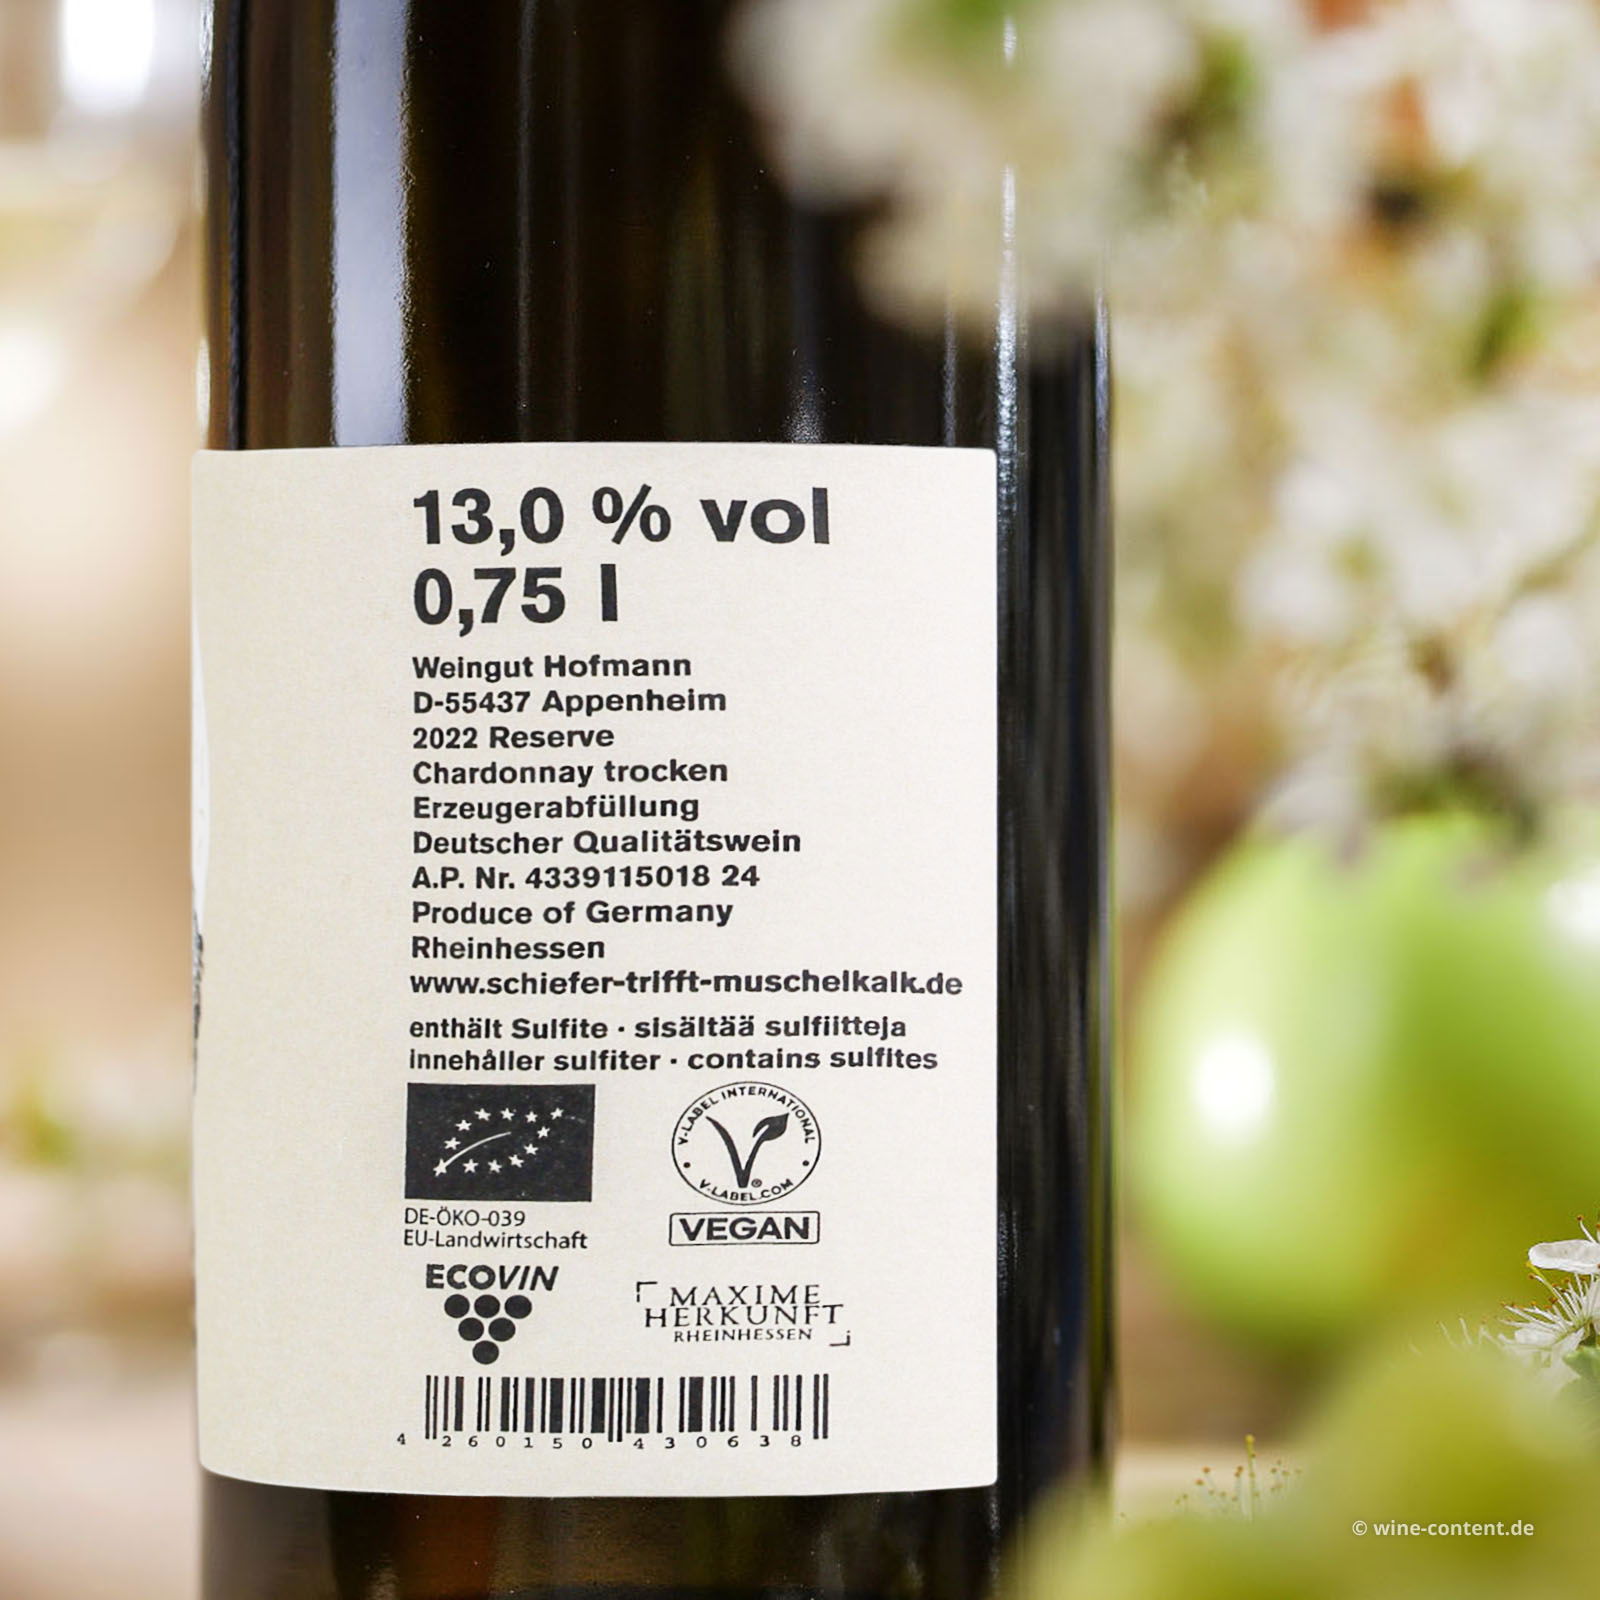 13,0 % vol
0,75 l
Weingut Hofmann
D-55437 Appenheim
2022 Reserve
Chardonnay trocken
Erzeugerabfüllung
Deutscher Qualitätswein
A.P. Nr. 4339115018 24
Produce of Germany
Rheinhessen
www.schiefer-trifft-muschelkalk.de
enthält Sulfite · sisältää sulfiitteja
innehåller sulfiter · contains sulfites
V-LABEL INTERNATIONAL
V®
V-LABEL.COM
VEGAN
DE-ÖKO-039
EU-Landwirtschaft
ECOVIN
MAXIME
HERKUNFT
RHEINHESSEN
4 260150 430638
© wine-content.de